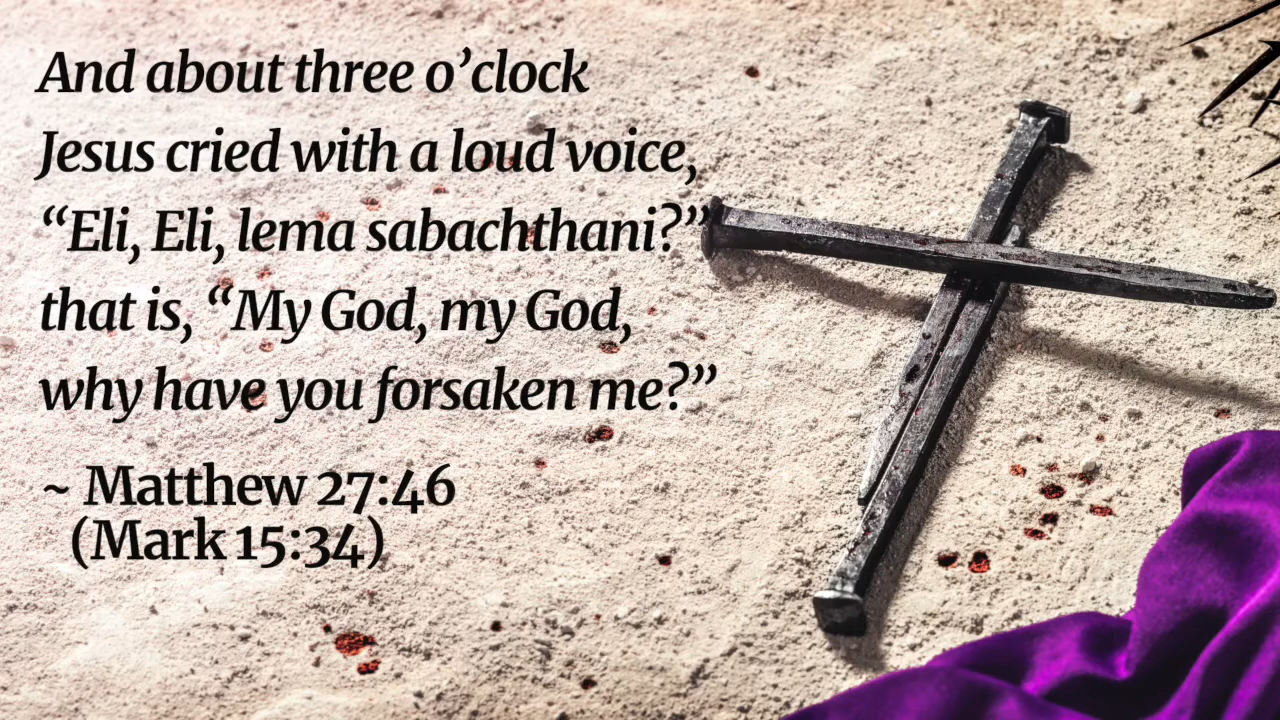 And about three o’clock
Jesus cried with a loud voice,
“Eli, Eli, lema sabachthani?”
that is, “My God, my God,
why have you forsaken me?”
~ Matthew 27:46
(Mark 15:34)